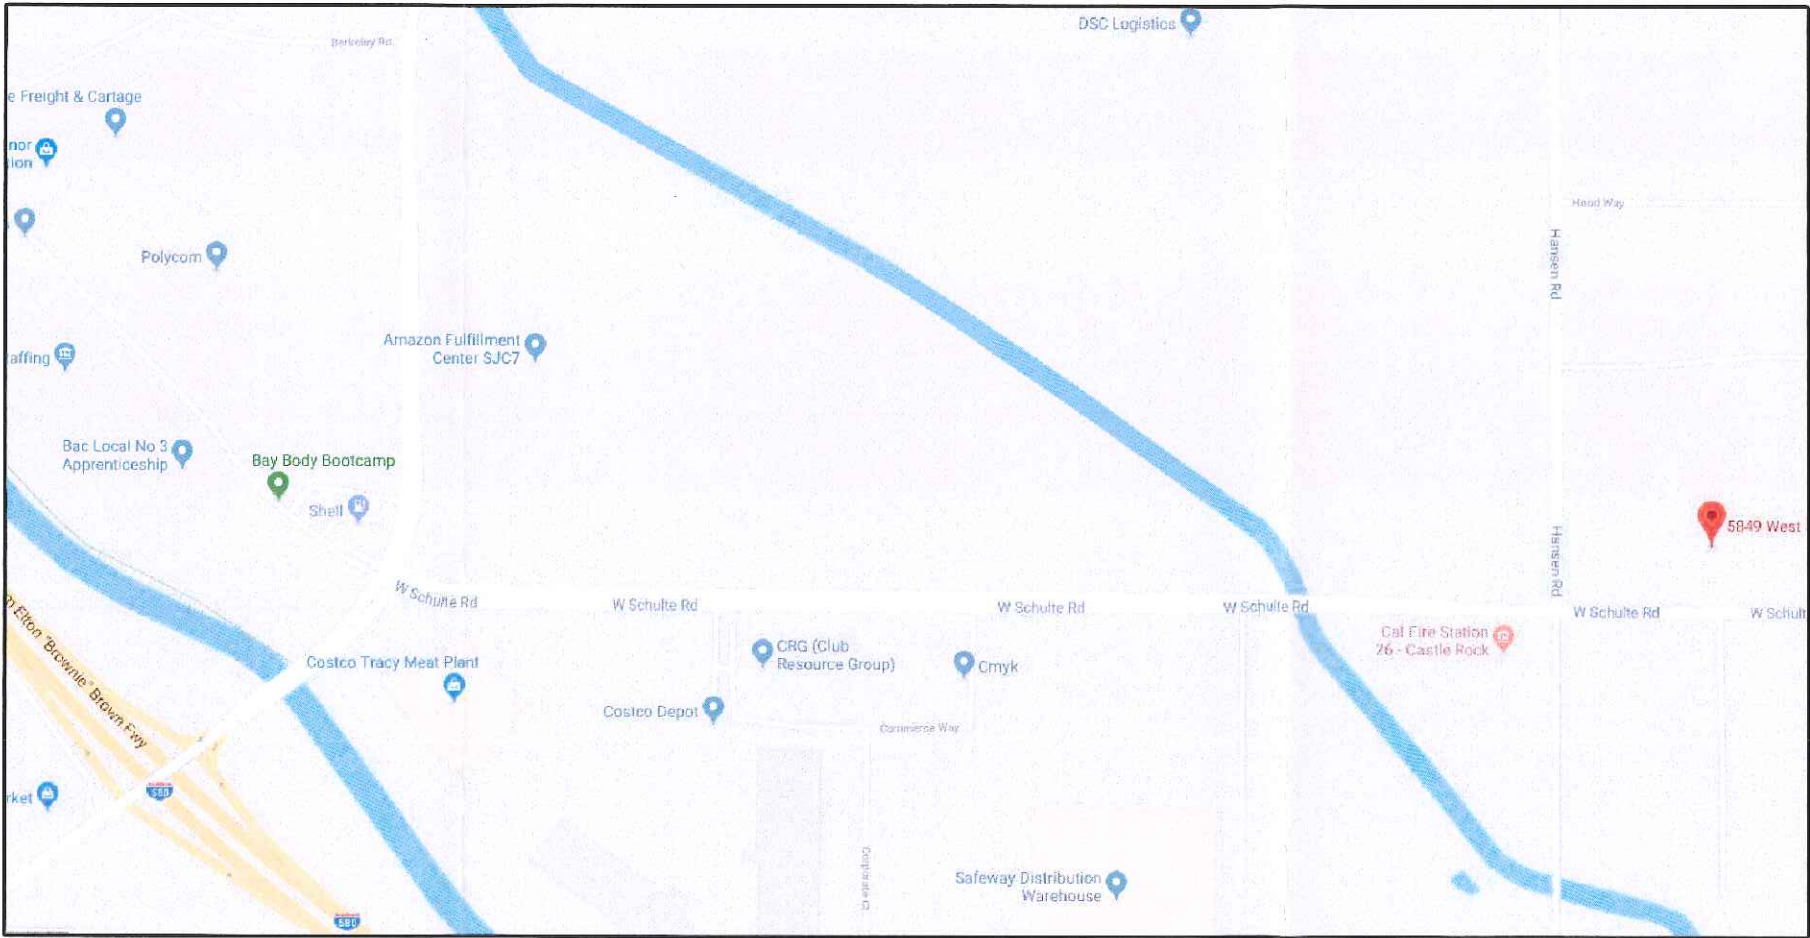 DSC Logistics
Berkeley Rd
e Freight & Cartage
nor
ion
Hood Way
Hansen Rd
Polycom
Amazon Fulfillment
Center SJC7
affing
Bac Local No 3
Apprenticeship
Bay Body Bootcamp
Shell
5849 West
Hansen Rd
W Schulte Rd
W Schulte Rd
W Schulte Rd
W Schulte Rd
W Schulte Rd
W Schult
Elton "Brownie" Brown Fwy
Cal Fire Station
26 - Castle Rock
CRG (Club
Resource Group)
Cmyk
Costco Tracy Meat Plant
Costco Depot
Commerce Way
rket
580
Corporate Ct
Safeway Distribution
Warehouse
580